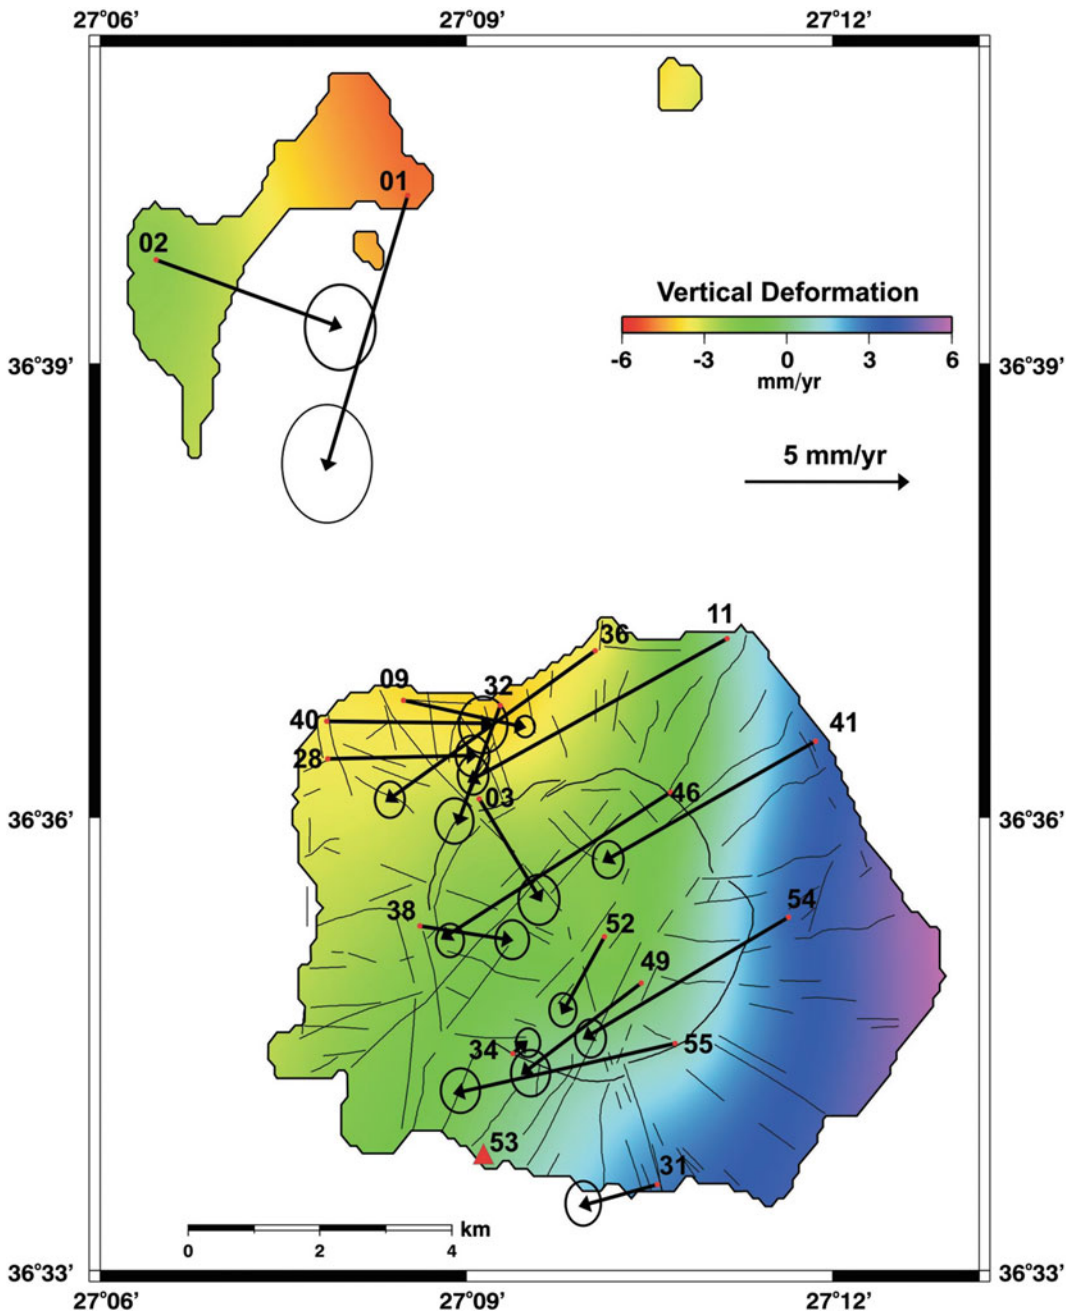 27°06’ 27°09’ 27°12’
01
02
Vertical Deformation
-6 -3 0 3 6
mm/yr
36°39’ 36°39’
5 mm/yr
11
36
09 32
40 41
28
03 46
36°36’ 36°36’
54
38
52
49
34 55
53
31
km
0 2 4
36°33’ 36°33’
27°06’ 27°09’ 27°12’